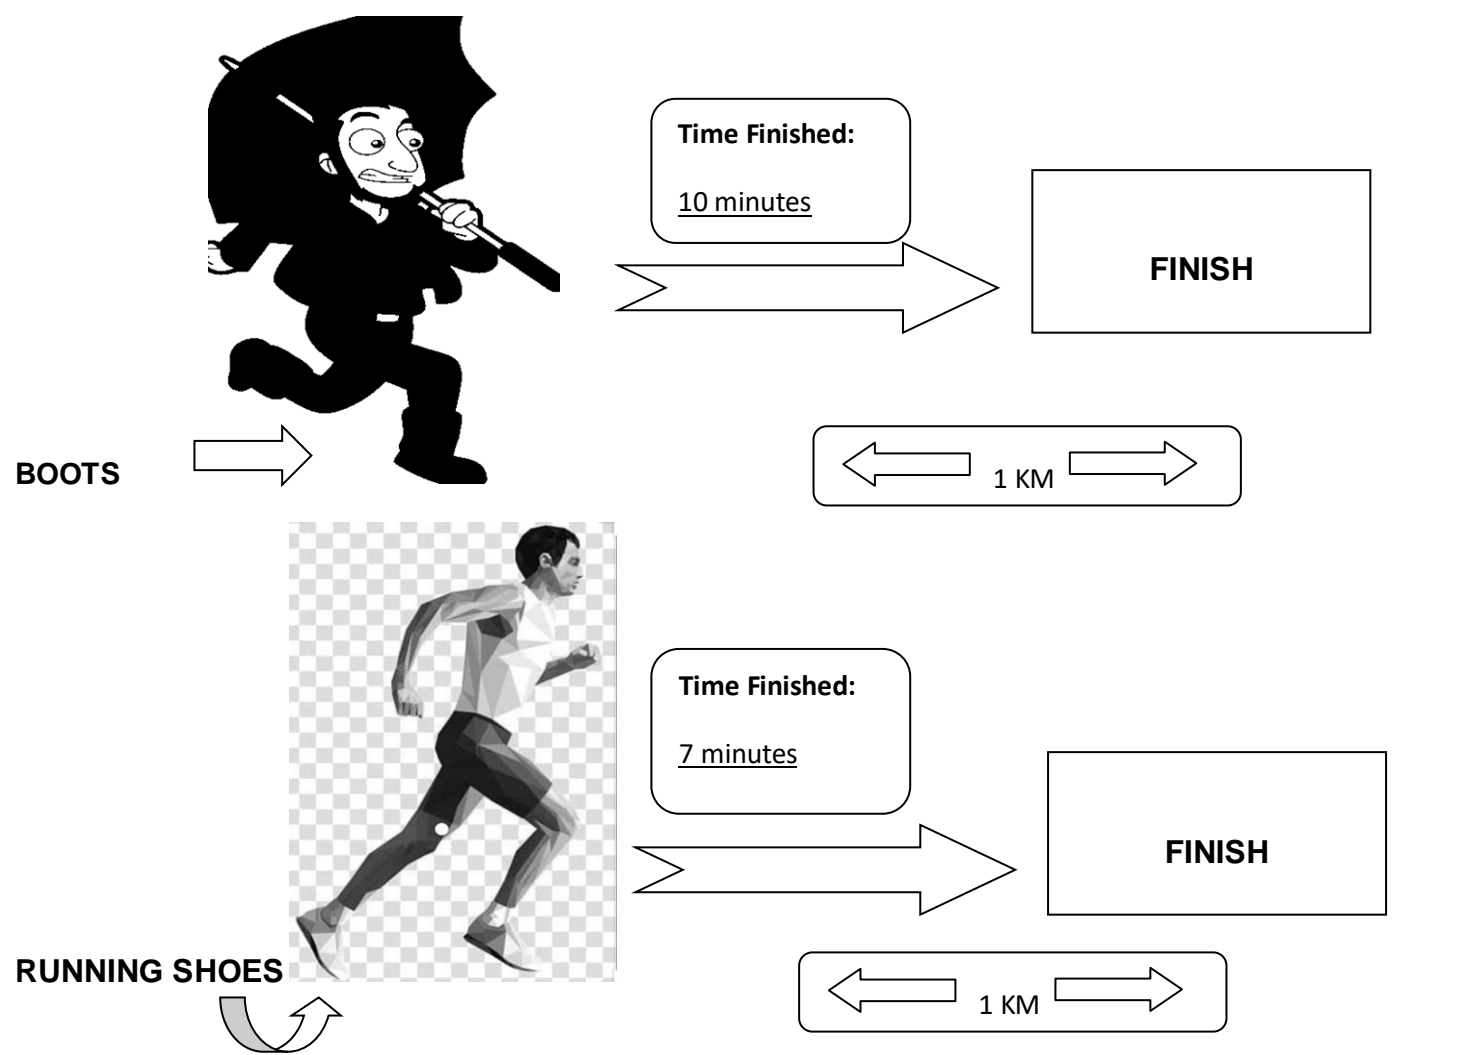 Time Finished:
10 minutes
FINISH
BOOTS
1 KM
Time Finished:
7 minutes
FINISH
RUNNING SHOES
1 KM